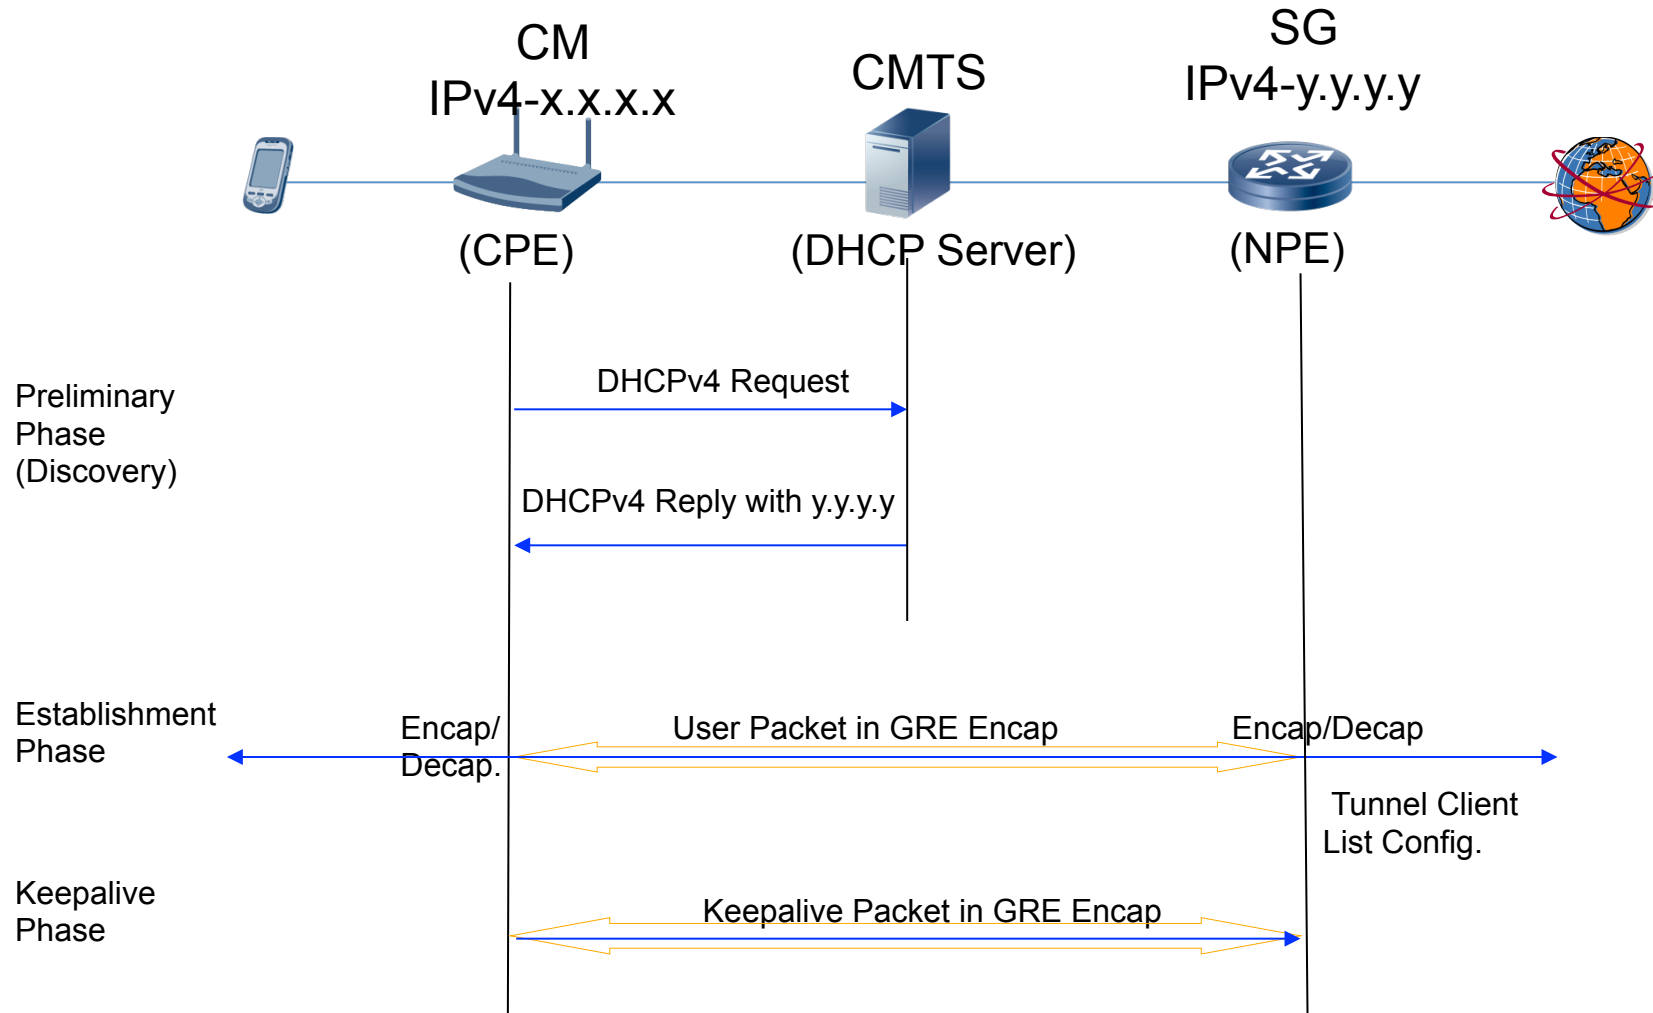 CM
IPv4-x.x.x.x
CMTS
SG
IPv4-y.y.y.y
(CPE)
(DHCP Server)
(NPE)
Preliminary
Phase
(Discovery)
DHCPv4 Request
DHCPv4 Reply with y.y.y.y
Establishment
Phase
Encap/
Decap.
User Packet in GRE Encap
Encap/Decap
Tunnel Client
List Config.
Keepalive
Phase
Keepalive Packet in GRE Encap